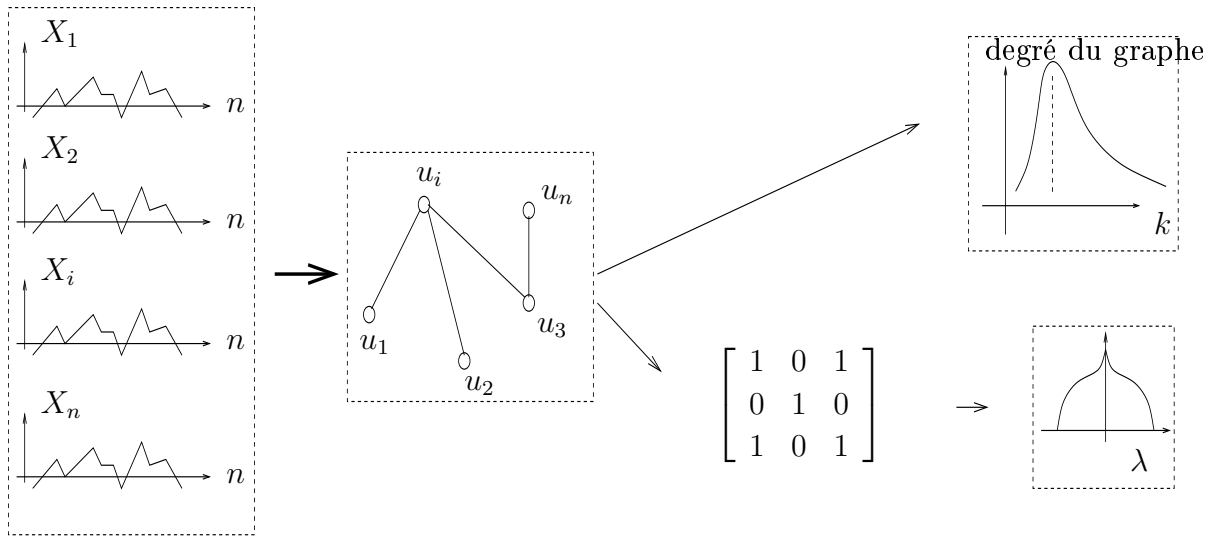 X₁
n
X₂
n
Xᵢ
n
Xₙ
n
uᵢ
uₙ
u₁
u₃
u₂
degré du graphe
k
1 0 1
0 1 0
1 0 1
λ